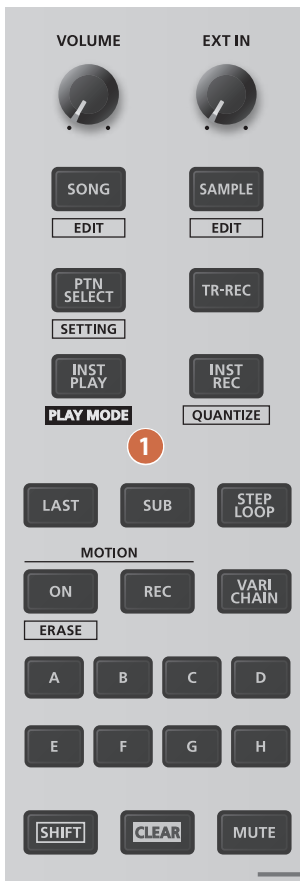 VOLUME EXT IN
SONG SAMPLE
EDIT EDIT
PTN
SELECT TR-REC
SETTING
INST
PLAY INST
REC
PLAY MODE QUANTIZE
1
LAST SUB STEP
LOOP
MOTION
ON REC VARI
CHAIN
ERASE
A B C D
E F G H
SHIFT CLEAR MUTE